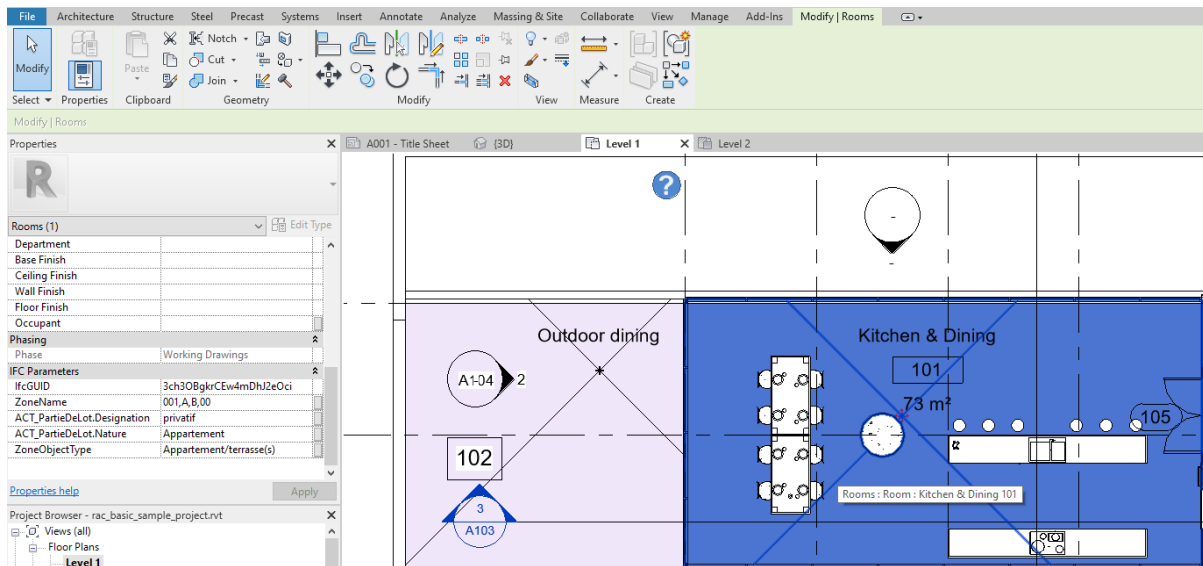 File Architecture Structure Steel Precast Systems Insert Annotate Analyze Massing & Site Collaborate View Manage Add-Ins Modify | Rooms
Notch
Cut
Join
Modify
Paste
Select Properties Clipboard Geometry Modify View Measure Create
Modify | Rooms
Properties
A001 - Title Sheet {3D} Level 1 Level 2
R
?
Rooms (1) Edit Type
Department
Base Finish
Ceiling Finish
Wall Finish
Floor Finish
Occupant
Phasing
Phase Working Drawings
IFC Parameters
IfcGUID 3ch3OBgkrCEw4mDhJ2eOci
ZoneName 001,A,B,00
ACT_PartieDeLot.Designation privatif
ACT_PartieDeLot.Nature Appartement
ZoneObjectType Appartement/terrasse(s)
Properties help Apply
Project Browser - rac_basic_sample_project.rvt
Views (all)
Floor Plans
Level 1
-
-
Outdoor dining
Kitchen & Dining
101
73 m²
A1-04 2
105
102
3
A103
Rooms : Room : Kitchen & Dining 101